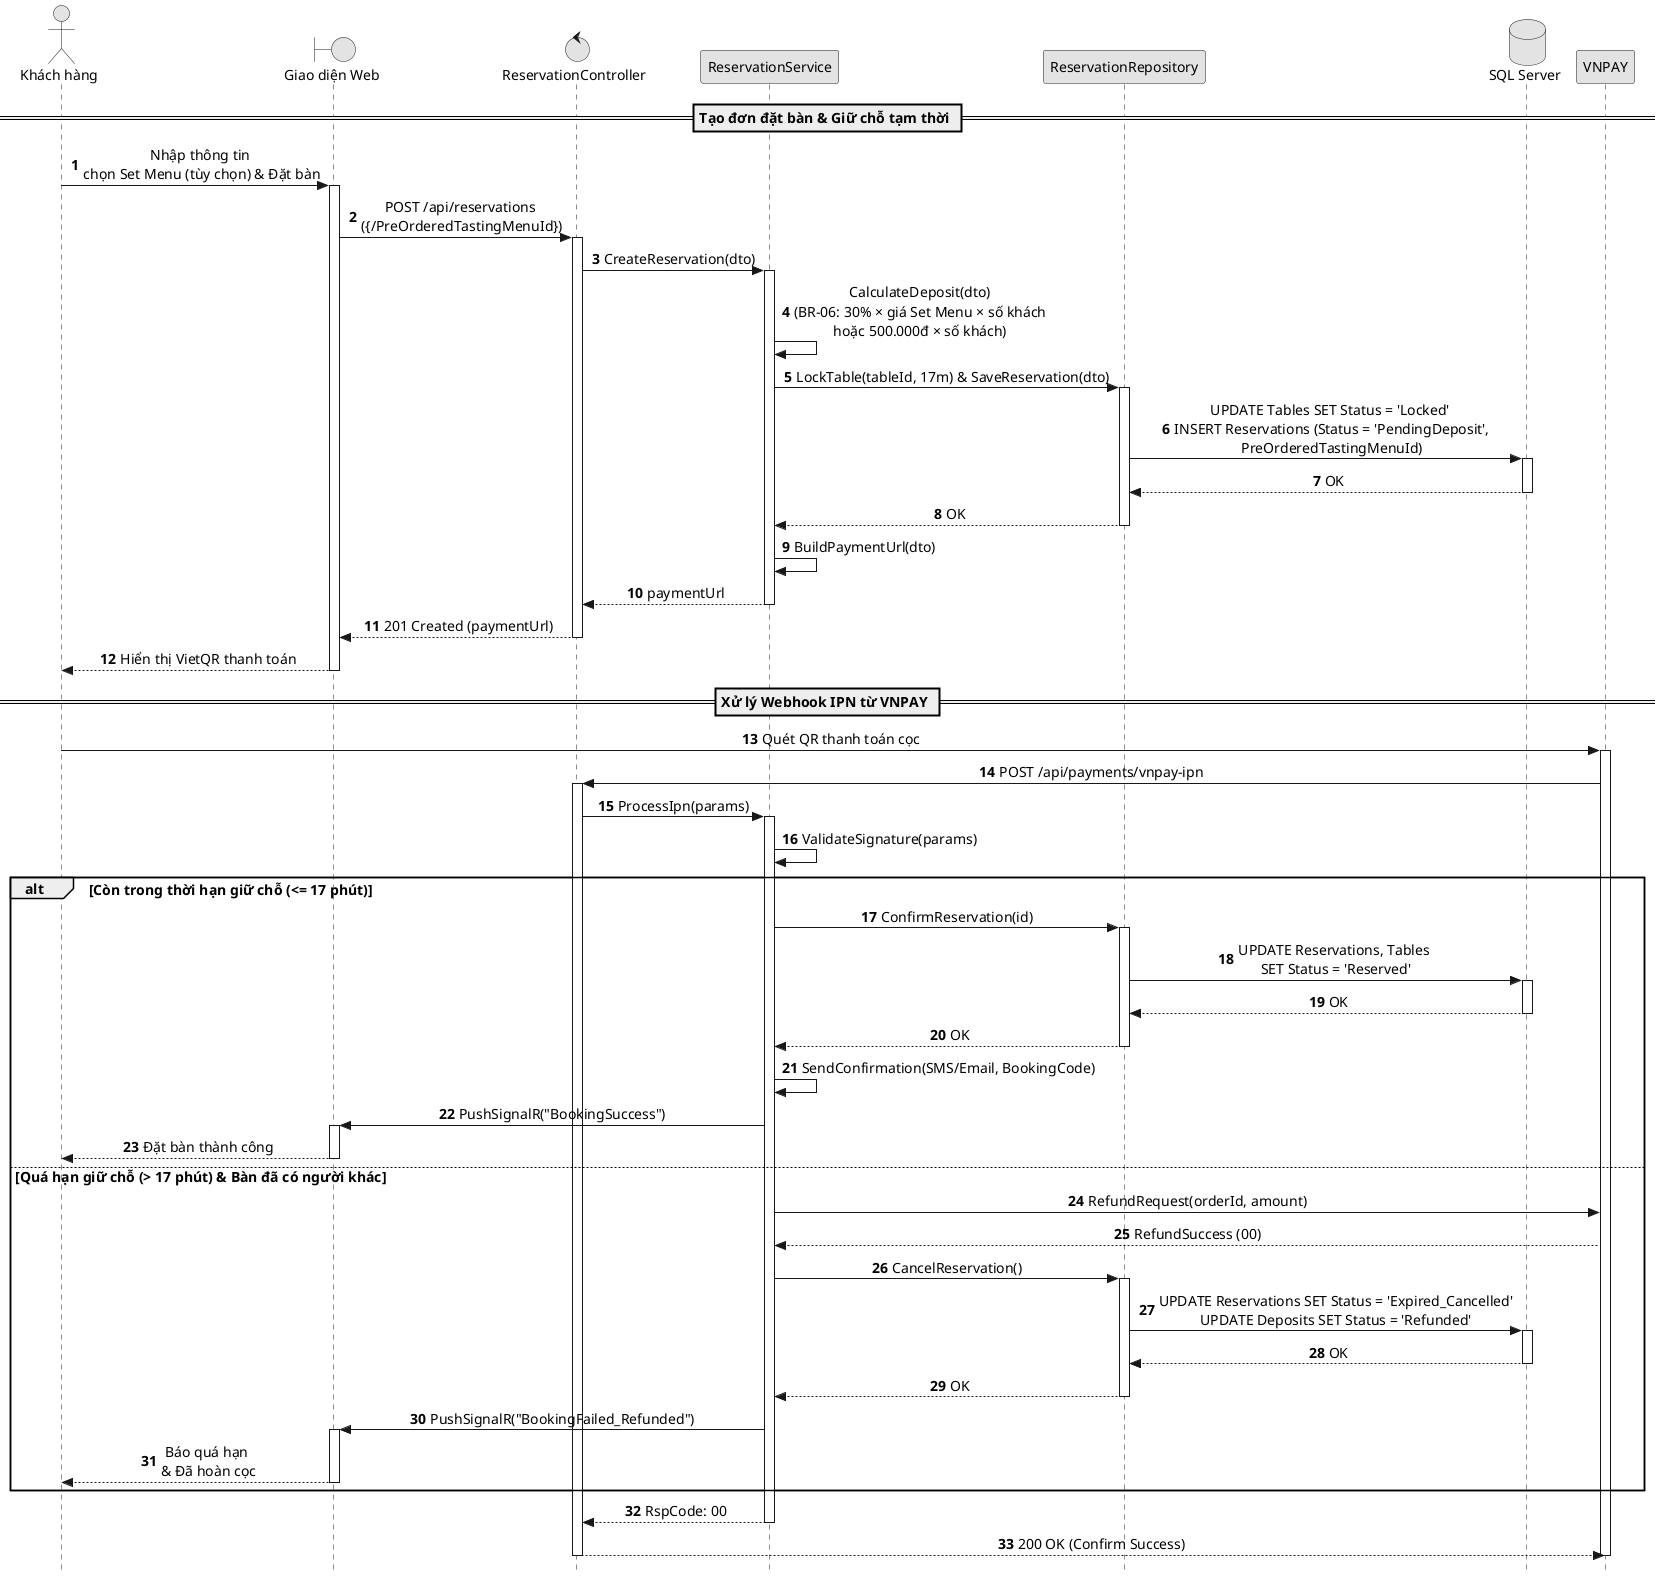 Khách hàng
Giao diện Web
ReservationController
ReservationService
ReservationRepository
SQL Server
VNPAY
Tạo đơn đặt bàn & Giữ chỗ tạm thời
1 Nhập thông tin
chọn Set Menu (tùy chọn) & Đặt bàn
2 POST /api/reservations
({/PreOrderedTastingMenuId})
3 CreateReservation(dto)
CalculateDeposit(dto)
4 (BR-06: 30% × giá Set Menu × số khách
hoặc 500.000đ × số khách)
5 LockTable(tableId, 17m) & SaveReservation(dto)
UPDATE Tables SET Status = 'Locked'
6 INSERT Reservations (Status = 'PendingDeposit',
PreOrderedTastingMenuId)
7 OK
8 OK
9 BuildPaymentUrl(dto)
10 paymentUrl
11 201 Created (paymentUrl)
12 Hiển thị VietQR thanh toán
Xử lý Webhook IPN từ VNPAY
13 Quét QR thanh toán cọc
14 POST /api/payments/vnpay-ipn
15 ProcessIpn(params)
16 ValidateSignature(params)
alt [Còn trong thời hạn giữ chỗ (<= 17 phút)]
17 ConfirmReservation(id)
18 UPDATE Reservations, Tables
SET Status = 'Reserved'
19 OK
20 OK
21 SendConfirmation(SMS/Email, BookingCode)
22 PushSignalR("BookingSuccess")
23 Đặt bàn thành công
[Quá hạn giữ chỗ (> 17 phút) & Bàn đã có người khác]
24 RefundRequest(orderId, amount)
25 RefundSuccess (00)
26 CancelReservation()
27 UPDATE Reservations SET Status = 'Expired_Cancelled'
UPDATE Deposits SET Status = 'Refunded'
28 OK
29 OK
30 PushSignalR("BookingFailed_Refunded")
31 Báo quá hạn
& Đã hoàn cọc
32 RspCode: 00
33 200 OK (Confirm Success)